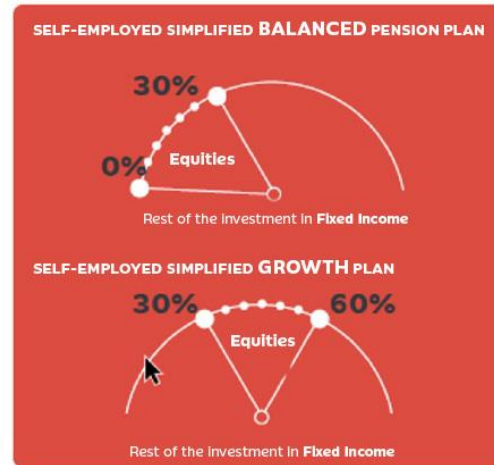 SELF-EMPLOYED SIMPLIFIED BALANCED PENSION PLAN
30%
0%
Equities
Rest of the investment in Fixed Income
SELF-EMPLOYED SIMPLIFIED GROWTH PLAN
30% 60%
Equities
Rest of the investment in Fixed Income